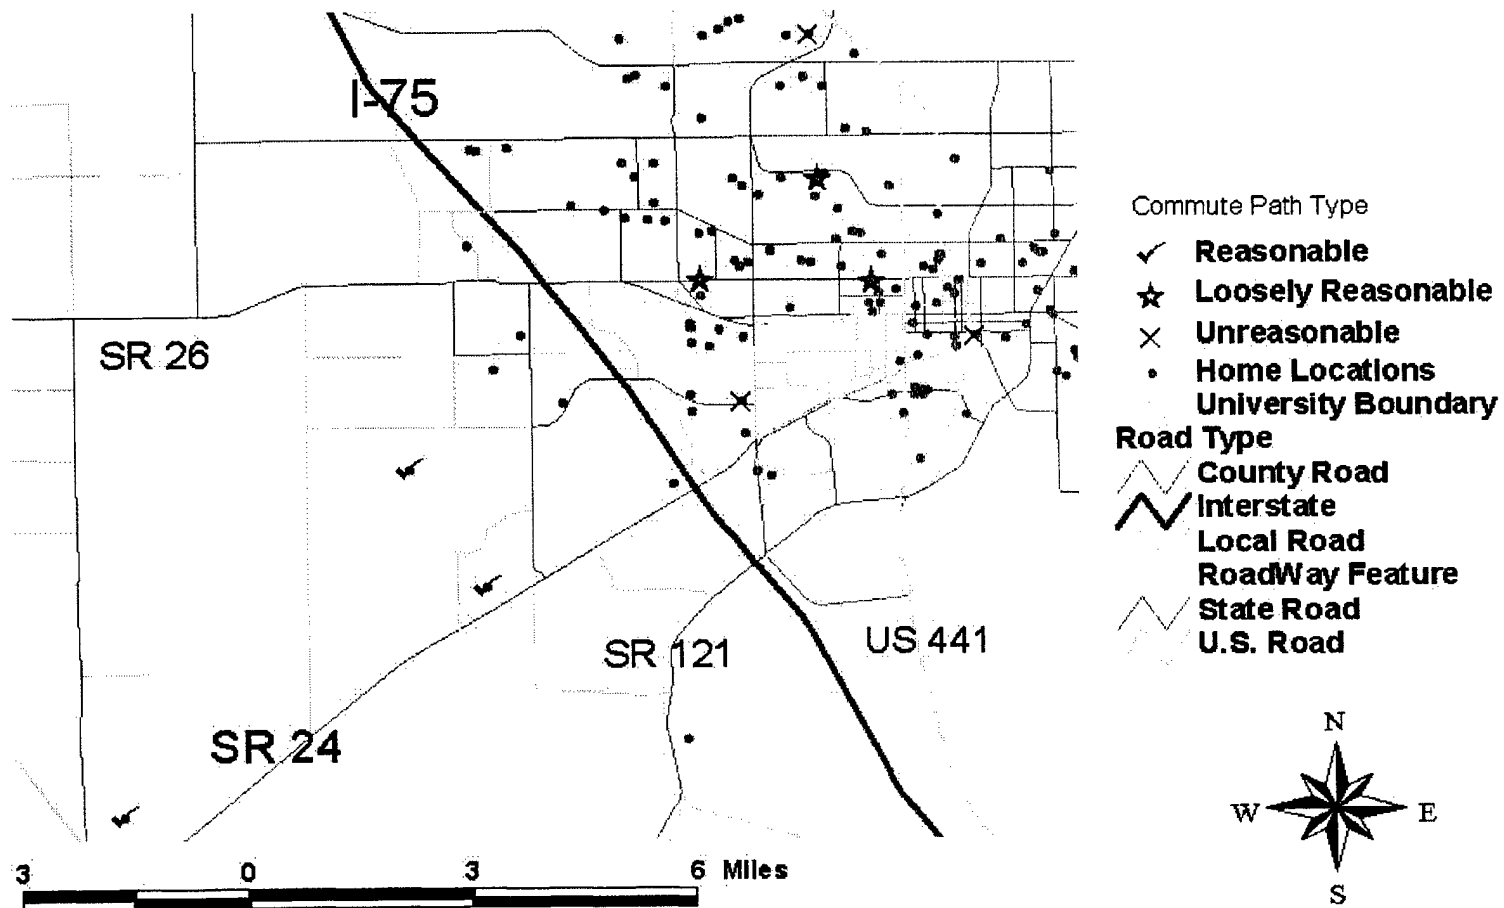 I-75
SR 26
SR 121
US 441
SR 24
Commute Path Type
Reasonable
Loosely Reasonable
Unreasonable
Home Locations
University Boundary
Road Type
County Road
Interstate
Local Road
RoadWay Feature
State Road
U.S. Road
N
W E
S
3 0 3 6 Miles